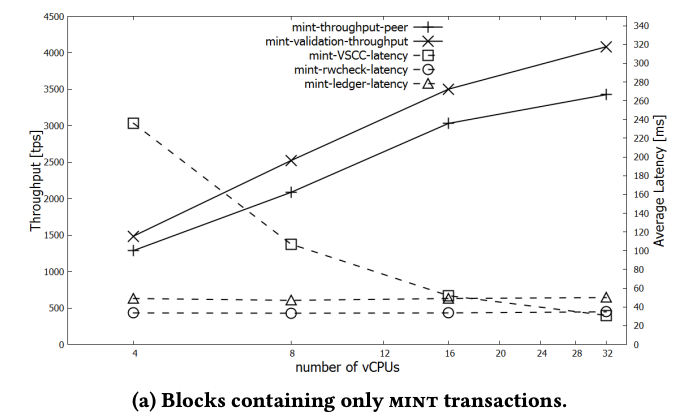 mint-throughput-peer
mint-validation-throughput
mint-VSCC-latency
mint-rwcheck-latency
mint-ledger-latency
Throughput [tps]
4500
4000
3500
3000
2500
2000
1500
1000
500
0
340
320
300
280
260
240
220
200
180
160
140
120
100
80
60
40
20
0
Average Latency [ms]
4 8 12 16 20 24 28 32
number of vCPUs
(a) Blocks containing only MINT transactions.